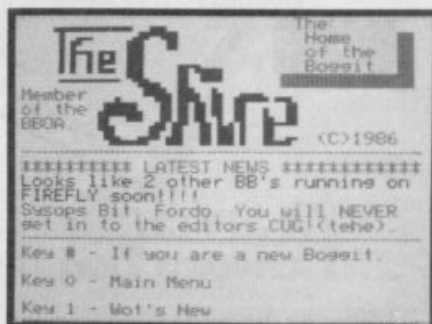 The Shire
The
Home
of the
Boggit
Member
of the
BBOA.
(C)1986
********** LATEST NEWS ************
Looks like 2 other BB's running on
FIREFLY soon!!!!
Sysops Bit, Fordo. You will NEVER
get in to the editors CUG!(tehe).
Key # - If you are a new Boggit.
Key 0 - Main Menu
Key 1 - Wot's New